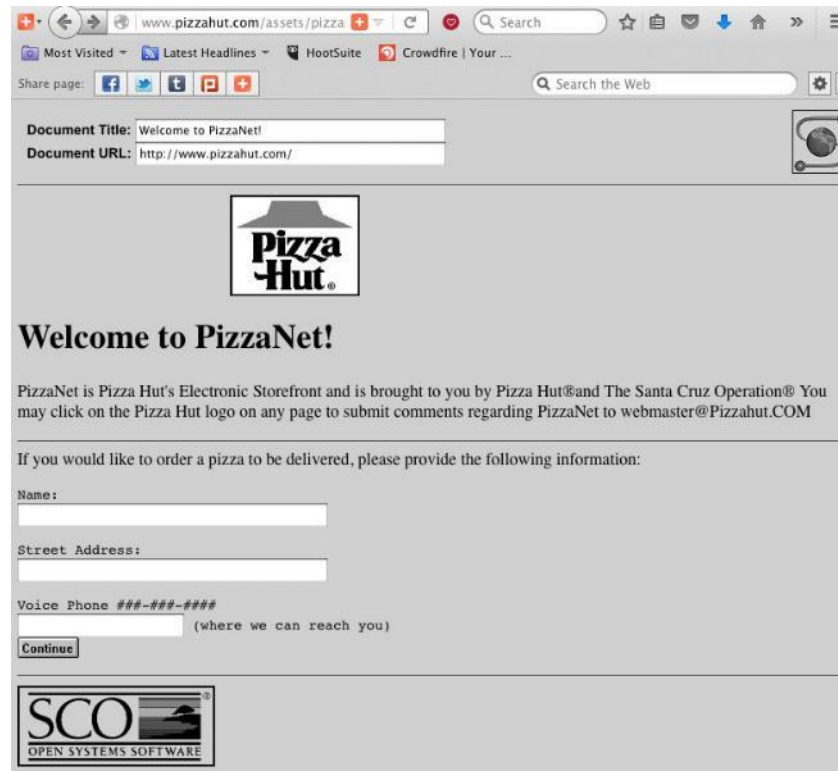 www.pizzahut.com/assets/pizza
Search
Most Visited
Latest Headlines
HootSuite
Crowdfire | Your ...
Share page:
Search the Web
Document Title: Welcome to PizzaNet!
Document URL: http://www.pizzahut.com/
Pizza
Hut®
Welcome to PizzaNet!
PizzaNet is Pizza Hut's Electronic Storefront and is brought to you by Pizza Hut®and The Santa Cruz Operation® You
may click on the Pizza Hut logo on any page to submit comments regarding PizzaNet to webmaster@Pizzahut.COM
If you would like to order a pizza to be delivered, please provide the following information:
Name:
Street Address:
Voice Phone ###-###-####
(where we can reach you)
Continue
SCO®
OPEN SYSTEMS SOFTWARE